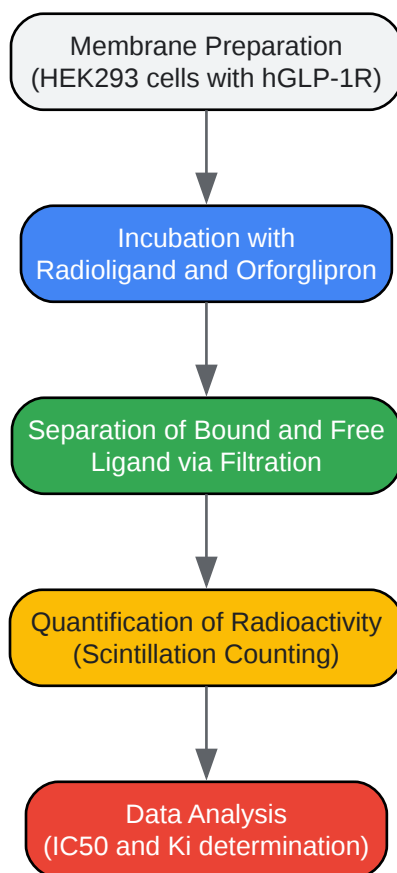 Membrane Preparation
(HEK293 cells with hGLP-1R)
Incubation with
Radioligand and Orforglipron
Separation of Bound and Free
Ligand via Filtration
Quantification of Radioactivity
(Scintillation Counting)
Data Analysis
(IC50 and Ki determination)